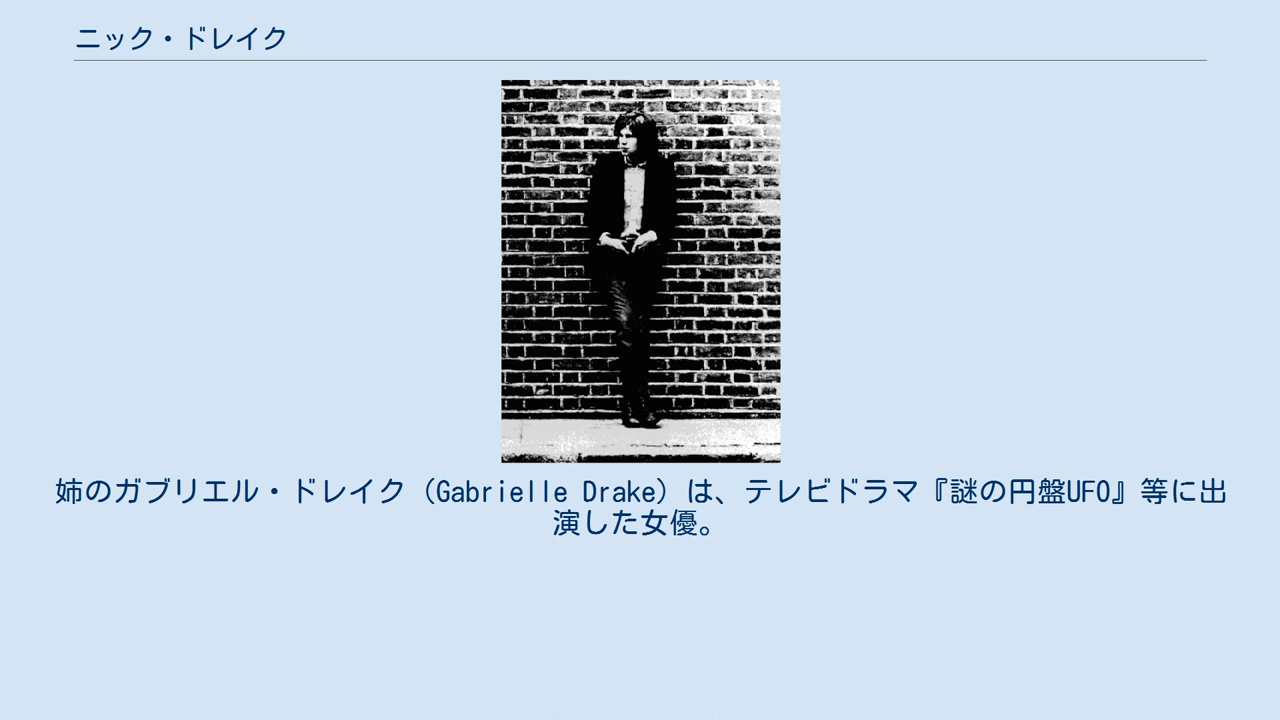 ニック・ドレイク
姉のガブリエル・ドレイク（Gabrielle Drake）は、テレビドラマ『謎の円盤UFO』等に出
演した女優。